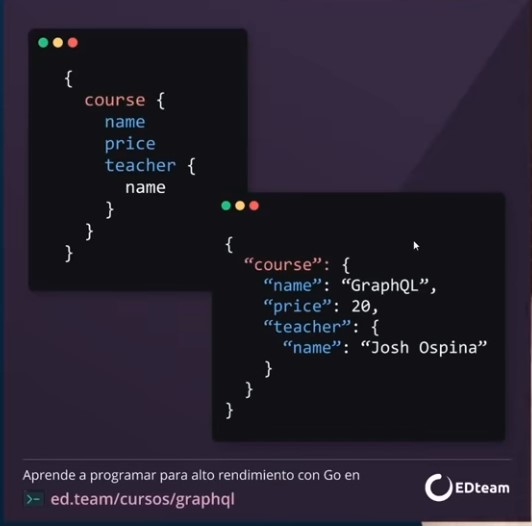 {
course {
name
price
teacher {
name
}
}
}
{
“course”: {
“name”: “GraphQL”,
“price”: 20,
“teacher”: {
“name”: “Josh Ospina”
}
}
}
Aprende a programar para alto rendimiento con Go en
>- ed.team/cursos/graphql
EDteam